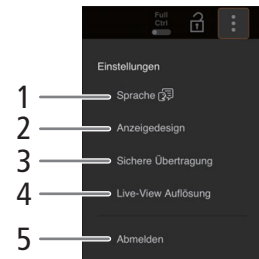 Full
Ctrl
Einstellungen
1 Sprache
2 Anzeigedesign
3 Sichere Übertragung
4 Live-View Auflösung
5 Abmelden